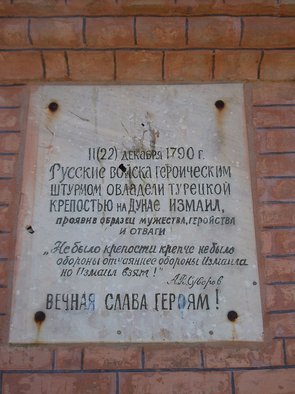 11(22) декабря 1790 г.
Русские войска героическим
штурмом овладели турецкой
крепостью на Дунае Измаил,
проявив образец мужества, геройства
и отваги
„Не было крепости крепче не было
обороны отчаяннее обороны Измаила
но Измаил взят!"
А.В.Суворов
Вечная слава героям!